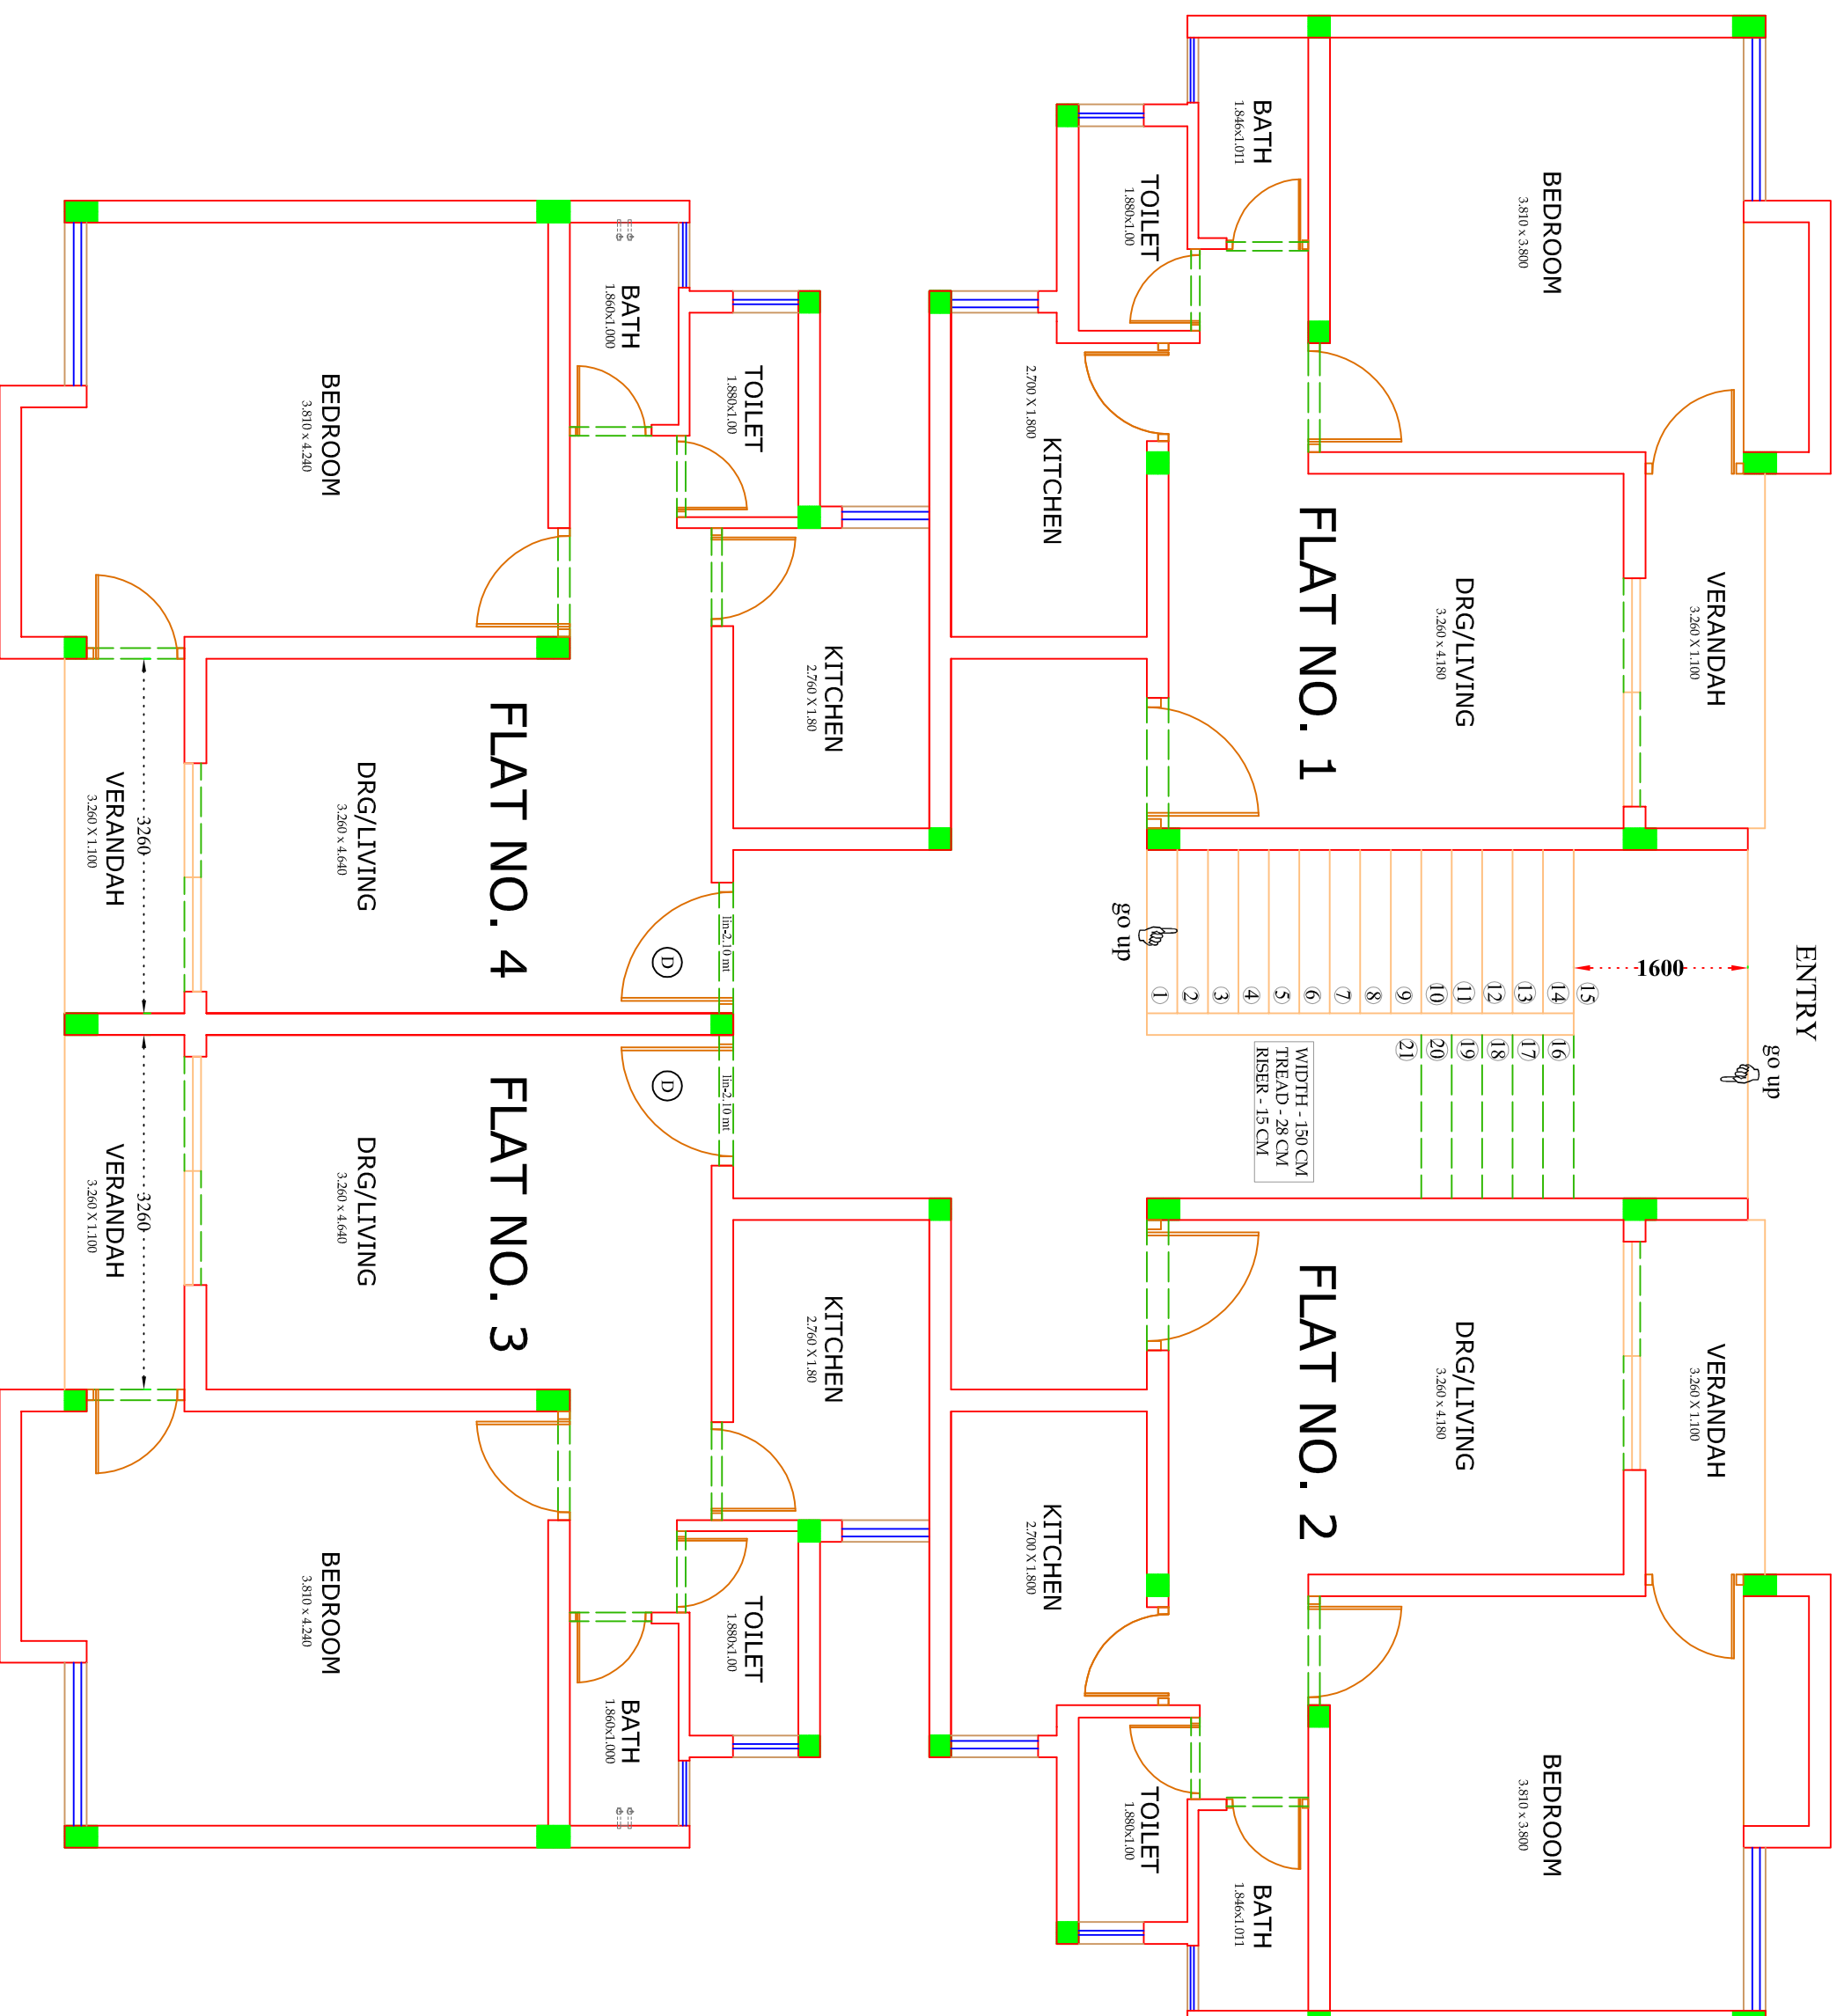 ENTRY
go up
1600
go up
BEDROOM
3.810 x 3.800
VERANDAH
3.260 X 1.100
DRG/LIVING
3.260 x 4.180
FLAT NO. 1
BATH
1.846x1.011
TOILET
1.880x1.00
KITCHEN
2.700 X 1.800
VERANDAH
3.260 X 1.100
DRG/LIVING
3.260 x 4.180
FLAT NO. 2
BEDROOM
3.810 x 3.800
BATH
1.846x1.011
TOILET
1.880x1.00
KITCHEN
2.700 X 1.800
15
14
13
12
11
10
9
8
7
6
5
4
3
2
1
16
17
18
19
20
21
WIDTH - 150 CM
TREAD - 28 CM
RISER - 15 CM
KITCHEN
2.760 X 1.80
TOILET
1.880x1.00
BATH
1.860x1.000
lin-2.10 mt
D
FLAT NO. 4
DRG/LIVING
3.260 x 4.640
BEDROOM
3.810 x 4.240
3260
VERANDAH
3.260 X 1.100
KITCHEN
2.760 X 1.80
TOILET
1.880x1.00
BATH
1.860x1.000
lin-2.10 mt
D
FLAT NO. 3
DRG/LIVING
3.260 x 4.640
BEDROOM
3.810 x 4.240
3260
VERANDAH
3.260 X 1.100